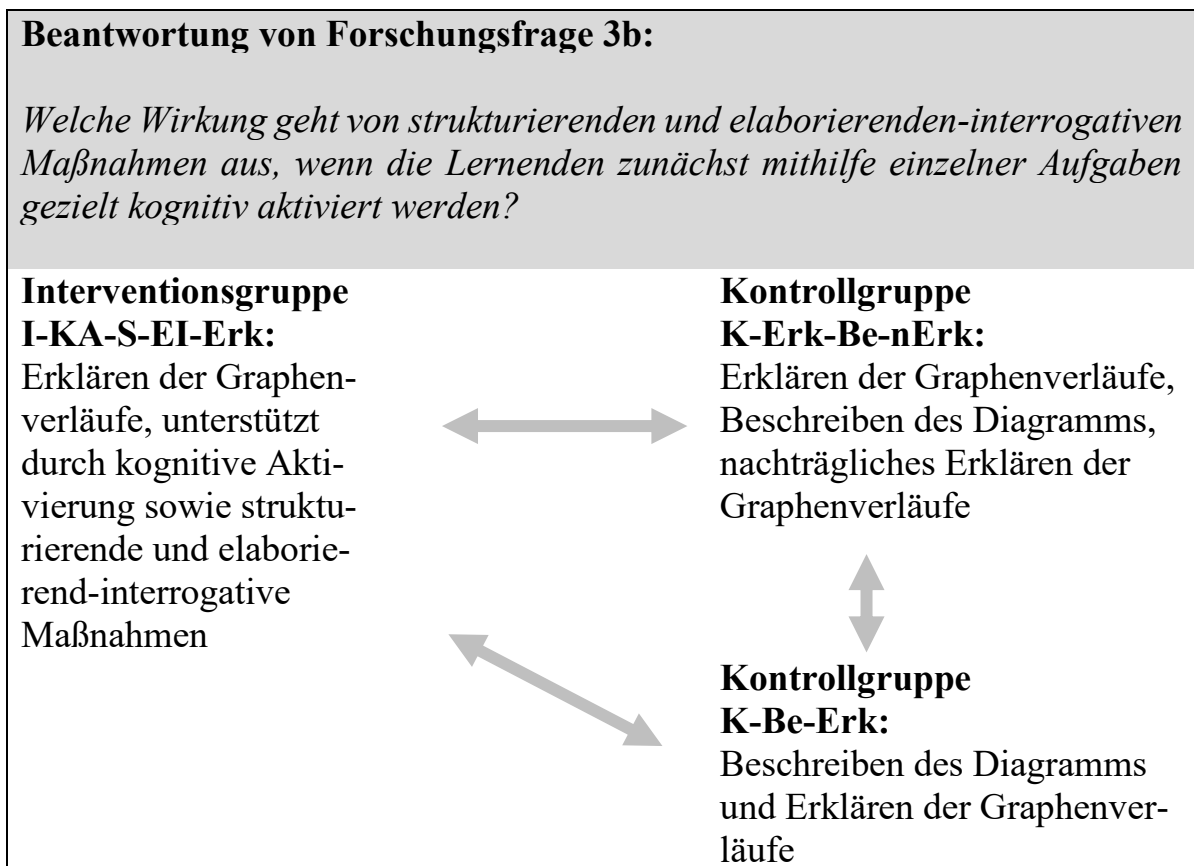 Beantwortung von Forschungsfrage 3b:
Welche Wirkung geht von strukturierenden und elaborierenden-interrogativen
Maßnahmen aus, wenn die Lernenden zunächst mithilfe einzelner Aufgaben
gezielt kognitiv aktiviert werden?
Interventionsgruppe
I-KA-S-EI-Erk:
Erklären der Graphen-
verläufe, unterstützt
durch kognitive Akti-
vierung sowie struktu-
rierende und elaborie-
rend-interrogative
Maßnahmen
Kontrollgruppe
K-Erk-Be-nErk:
Erklären der Graphenverläufe,
Beschreiben des Diagramms,
nachträgliches Erklären der
Graphenverläufe
Kontrollgruppe
K-Be-Erk:
Beschreiben des Diagramms
und Erklären der Graphenver-
läufe